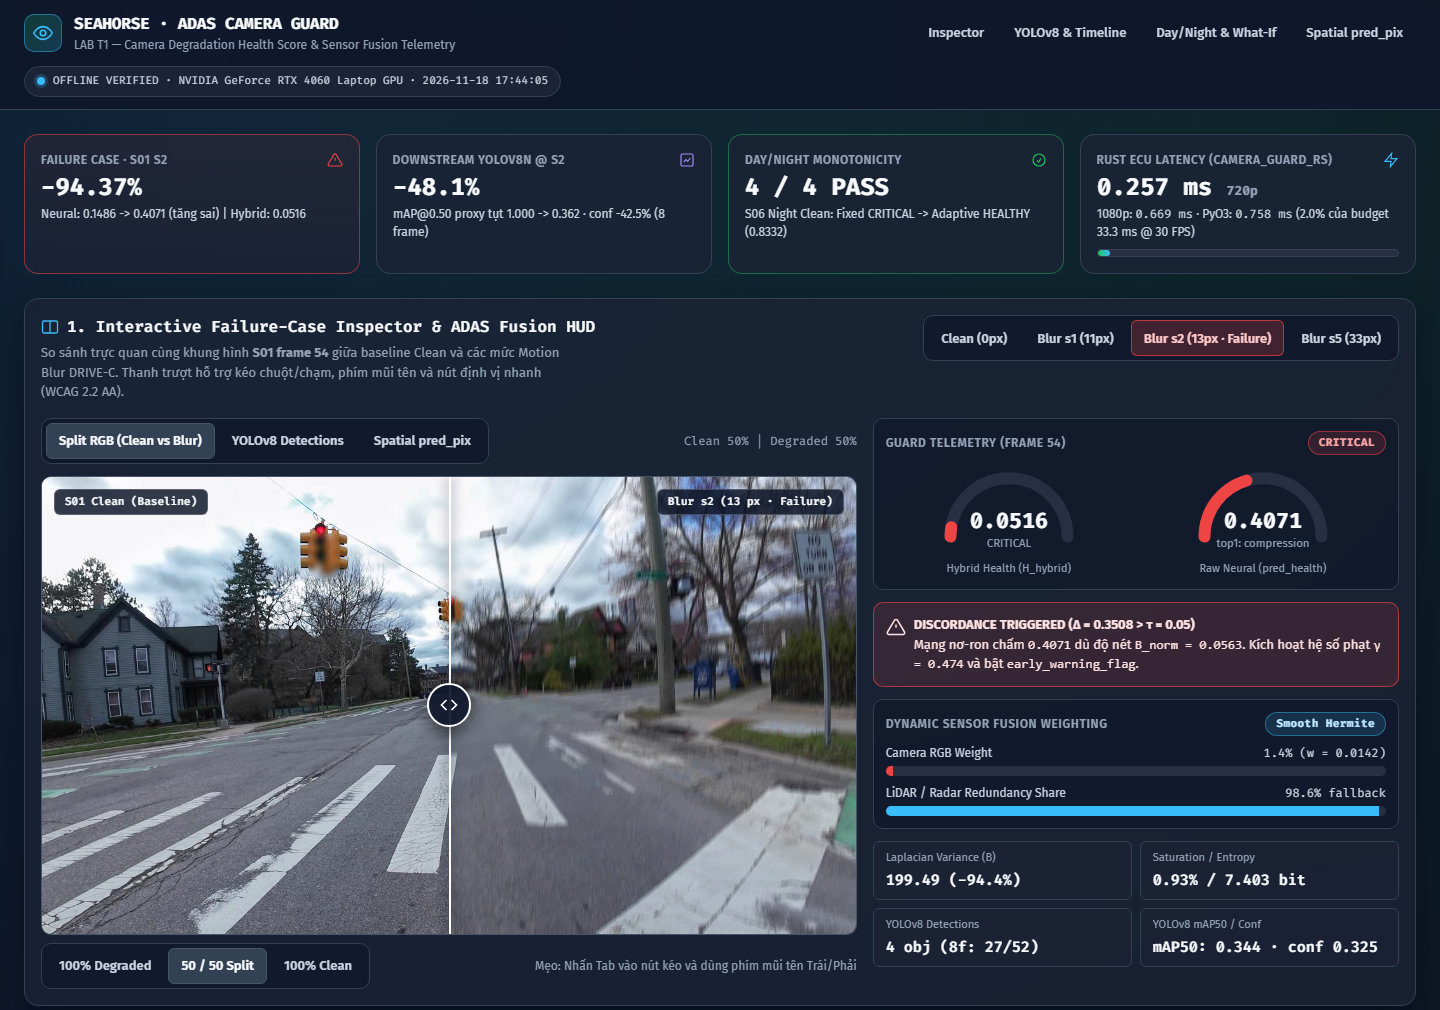 SEAHORSE · ADAS CAMERA GUARD
LAB T1 — Camera Degradation Health Score & Sensor Fusion Telemetry
Inspector
YOLOv8 & Timeline
Day/Night & What-If
Spatial pred_pix
OFFLINE VERIFIED · NVIDIA GeForce RTX 4060 Laptop GPU · 2026-11-18 17:44:05
FAILURE CASE · S01 S2
-94.37%
Neural: 0.1486 -> 0.4071 (tăng sai) | Hybrid: 0.0516
DOWNSTREAM YOLOV8N @ S2
-48.1%
mAP@0.50 proxy tụt 1.000 -> 0.362 · conf -42.5% (8
frame)
DAY/NIGHT MONOTONICITY
4 / 4 PASS
S06 Night Clean: Fixed CRITICAL -> Adaptive HEALTHY
(0.8332)
RUST ECU LATENCY (CAMERA_GUARD_RS)
0.257 ms 720p
1080p: 0.669 ms · PyO3: 0.758 ms (2.0% của budget
33.3 ms @ 30 FPS)
1. Interactive Failure-Case Inspector & ADAS Fusion HUD
So sánh trực quan cùng khung hình S01 frame 54 giữa baseline Clean và các mức Motion
Blur DRIVE-C. Thanh trượt hỗ trợ kéo chuột/chạm, phím mũi tên và nút định vị nhanh
(WCAG 2.2 AA).
Clean (0px)
Blur s1 (11px)
Blur s2 (13px · Failure)
Blur s5 (33px)
Split RGB (Clean vs Blur)
YOLOv8 Detections
Spatial pred_pix
Clean 50% | Degraded 50%
S01 Clean (Baseline)
Blur s2 (13 px · Failure)
100% Degraded
50 / 50 Split
100% Clean
Mẹo: Nhấn Tab vào nút kéo và dùng phím mũi tên Trái/Phải
GUARD TELEMETRY (FRAME 54)
CRITICAL
0.0516
CRITICAL
Hybrid Health (H_hybrid)
0.4071
top1: compression
Raw Neural (pred_health)
DISCORDANCE TRIGGERED (Δ = 0.3508 > τ = 0.05)
Mạng nơ-ron chấm 0.4071 dù độ nét B_norm = 0.0563. Kích hoạt hệ số phạt γ
= 0.474 và bật early_warning_flag.
DYNAMIC SENSOR FUSION WEIGHTING
Smooth Hermite
Camera RGB Weight
1.4% (w = 0.0142)
LiDAR / Radar Redundancy Share
98.6% fallback
Laplacian Variance (B)
199.49 (-94.4%)
Saturation / Entropy
0.93% / 7.403 bit
YOLOv8 Detections
4 obj (8f: 27/52)
YOLOv8 mAP50 / Conf
mAP50: 0.344 · conf 0.325